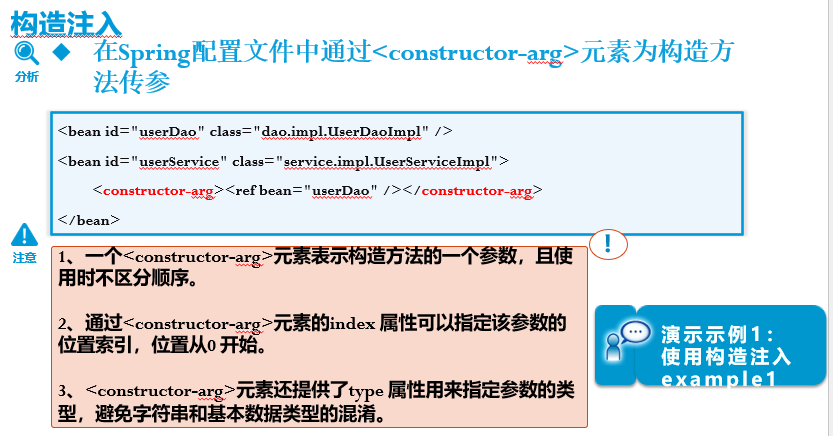 构造注入
分析
◆ 在Spring配置文件中通过<constructor-arg>元素为构造方
法传参
<bean id="userDao" class="dao.impl.UserDaoImpl" />
<bean id="userService" class="service.impl.UserServiceImpl">
<constructor-arg><ref bean="userDao" /></constructor-arg>
</bean>
注意
!
1、一个<constructor-arg>元素表示构造方法的一个参数，且使
用时不区分顺序。
2、通过<constructor-arg>元素的index 属性可以指定该参数的
位置索引，位置从0 开始。
3、<constructor-arg>元素还提供了type 属性用来指定参数的类
型，避免字符串和基本数据类型的混淆。
演示示例1：
使用构造注入
example1